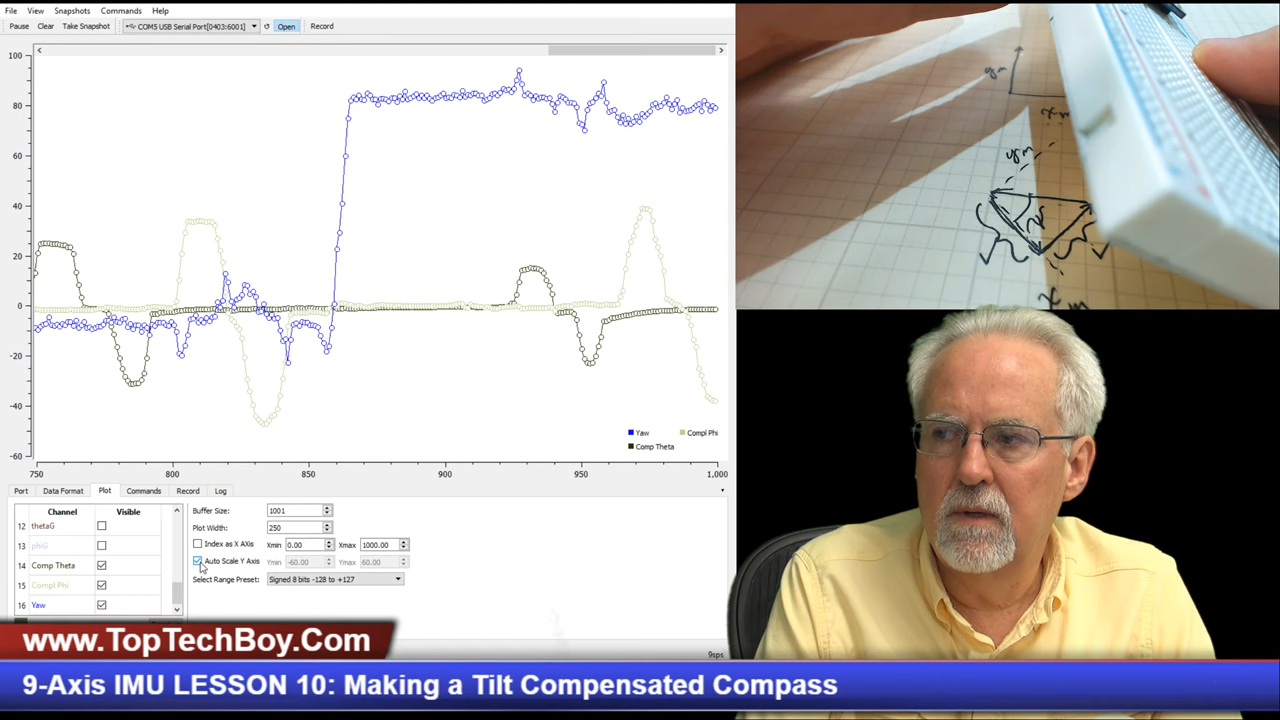 File View Snapshots Commands Help
Pause Clear Take Snapshot COM5 USB Serial Port[0403:6001] Open Record
100
80
60
40
20
0
-20
-40
-60
750 800 850 900 950 1,000
Yaw Compl Phi
Comp Theta
Port Data Format Plot Commands Record Log
Channel Visible
12 thetaG
13 phiG
14 Comp Theta
15 Compl Phi
16 Yaw
Buffer Size: 1001
Plot Width: 250
Index as X AXis Xmin 0.00 Xmax 1000.00
Auto Scale Y Axis Ymin -60.00 Ymax 60.00
Select Range Preset: Signed 8 bits -128 to +127
9sps
ym
xm
ym
xm
www.TopTechBoy.Com
9-Axis IMU LESSON 10: Making a Tilt Compensated Compass